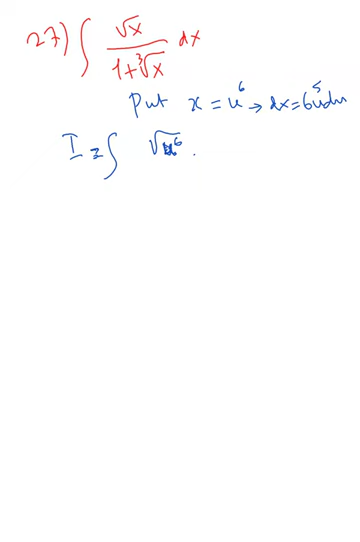 27) ∫ √x / (1+∛x) dx
Put x = u⁶ → dx = 6u⁵du
I = ∫ √u⁶ .